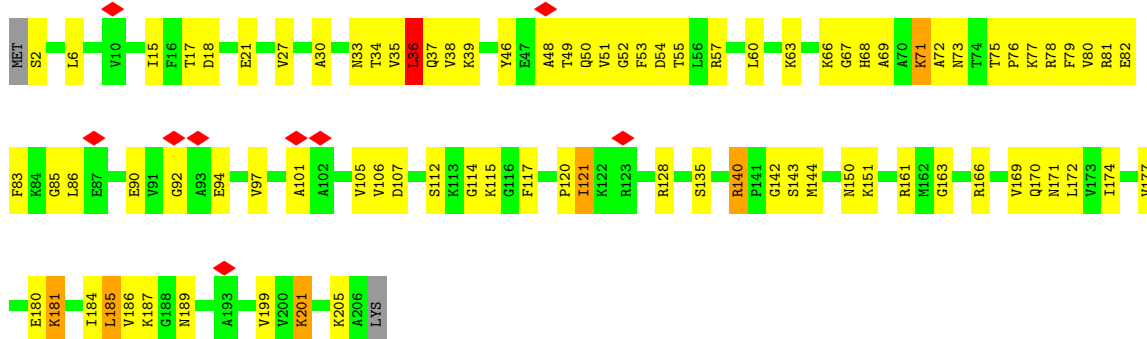 MET S2 L6 V10 I15 F16 T17 D18 E21 V27 A30 N33 T34 V35 L36 Q37 V38 K39 Y46 E47 A48 T49 Q50 V51 G52 F53 D54 T55 L56 R57 L60 K63 K66 G67 H68 A69 A70 K71 A72 N73 T74 T75 P76 K77 R78 F79 V80 R81 E82
F83 K84 G85 L86 E87 E90 V91 G92 A93 E94 V97 A101 A102 V105 V106 D107 S112 K113 G114 K115 G116 F117 P120 I121 K122 R123 R128 S135 R140 P141 G142 S143 M144 N150 K151 R161 M162 G163 R166 V169 Q170 N171 L172 V173 I174 V177
E180 K181 I184 L185 V186 K187 G188 N189 A193 V199 V200 K201 K205 A206 LYS